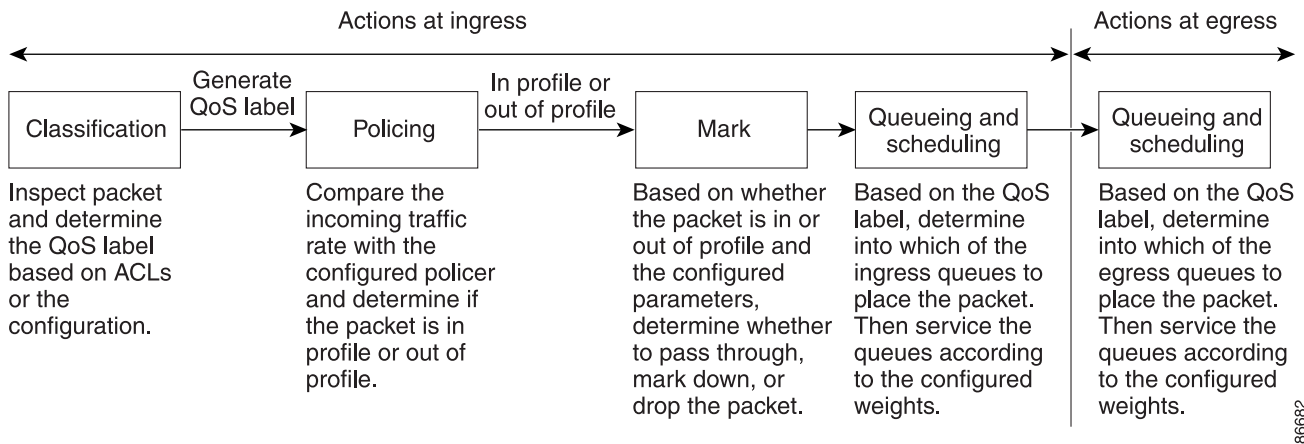 Actions at ingress
Actions at egress
Generate
QoS label
In profile or
out of profile
Classification
Policing
Mark
Queueing and
scheduling
Queueing and
scheduling
Inspect packet
and determine
the QoS label
based on ACLs
or the
configuration.
Compare the
incoming traffic
rate with the
configured policer
and determine if
the packet is in
profile or out of
profile.
Based on whether
the packet is in or
out of profile and
the configured
parameters,
determine whether
to pass through,
mark down, or
drop the packet.
Based on the QoS
label, determine
into which of the
ingress queues to
place the packet.
Then service the
queues according
to the configured
weights.
Based on the QoS
label, determine
into which of the
egress queues to
place the packet.
Then service the
queues according
to the configured
weights.
86682